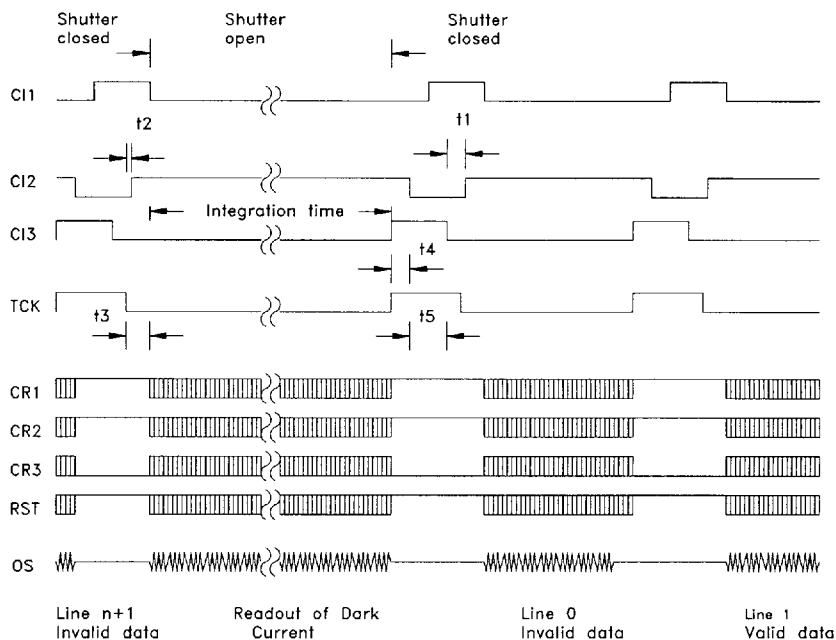 Shutter closed
Shutter open
Shutter closed
CI1
t2
t1
CI2
Integration time
CI3
t4
TCK
t3
t5
CR1
CR2
CR3
RST
OS
Line n+1
Invalid data
Readout of Dark
Current
Line 0
Invalid data
Line 1
Valid data